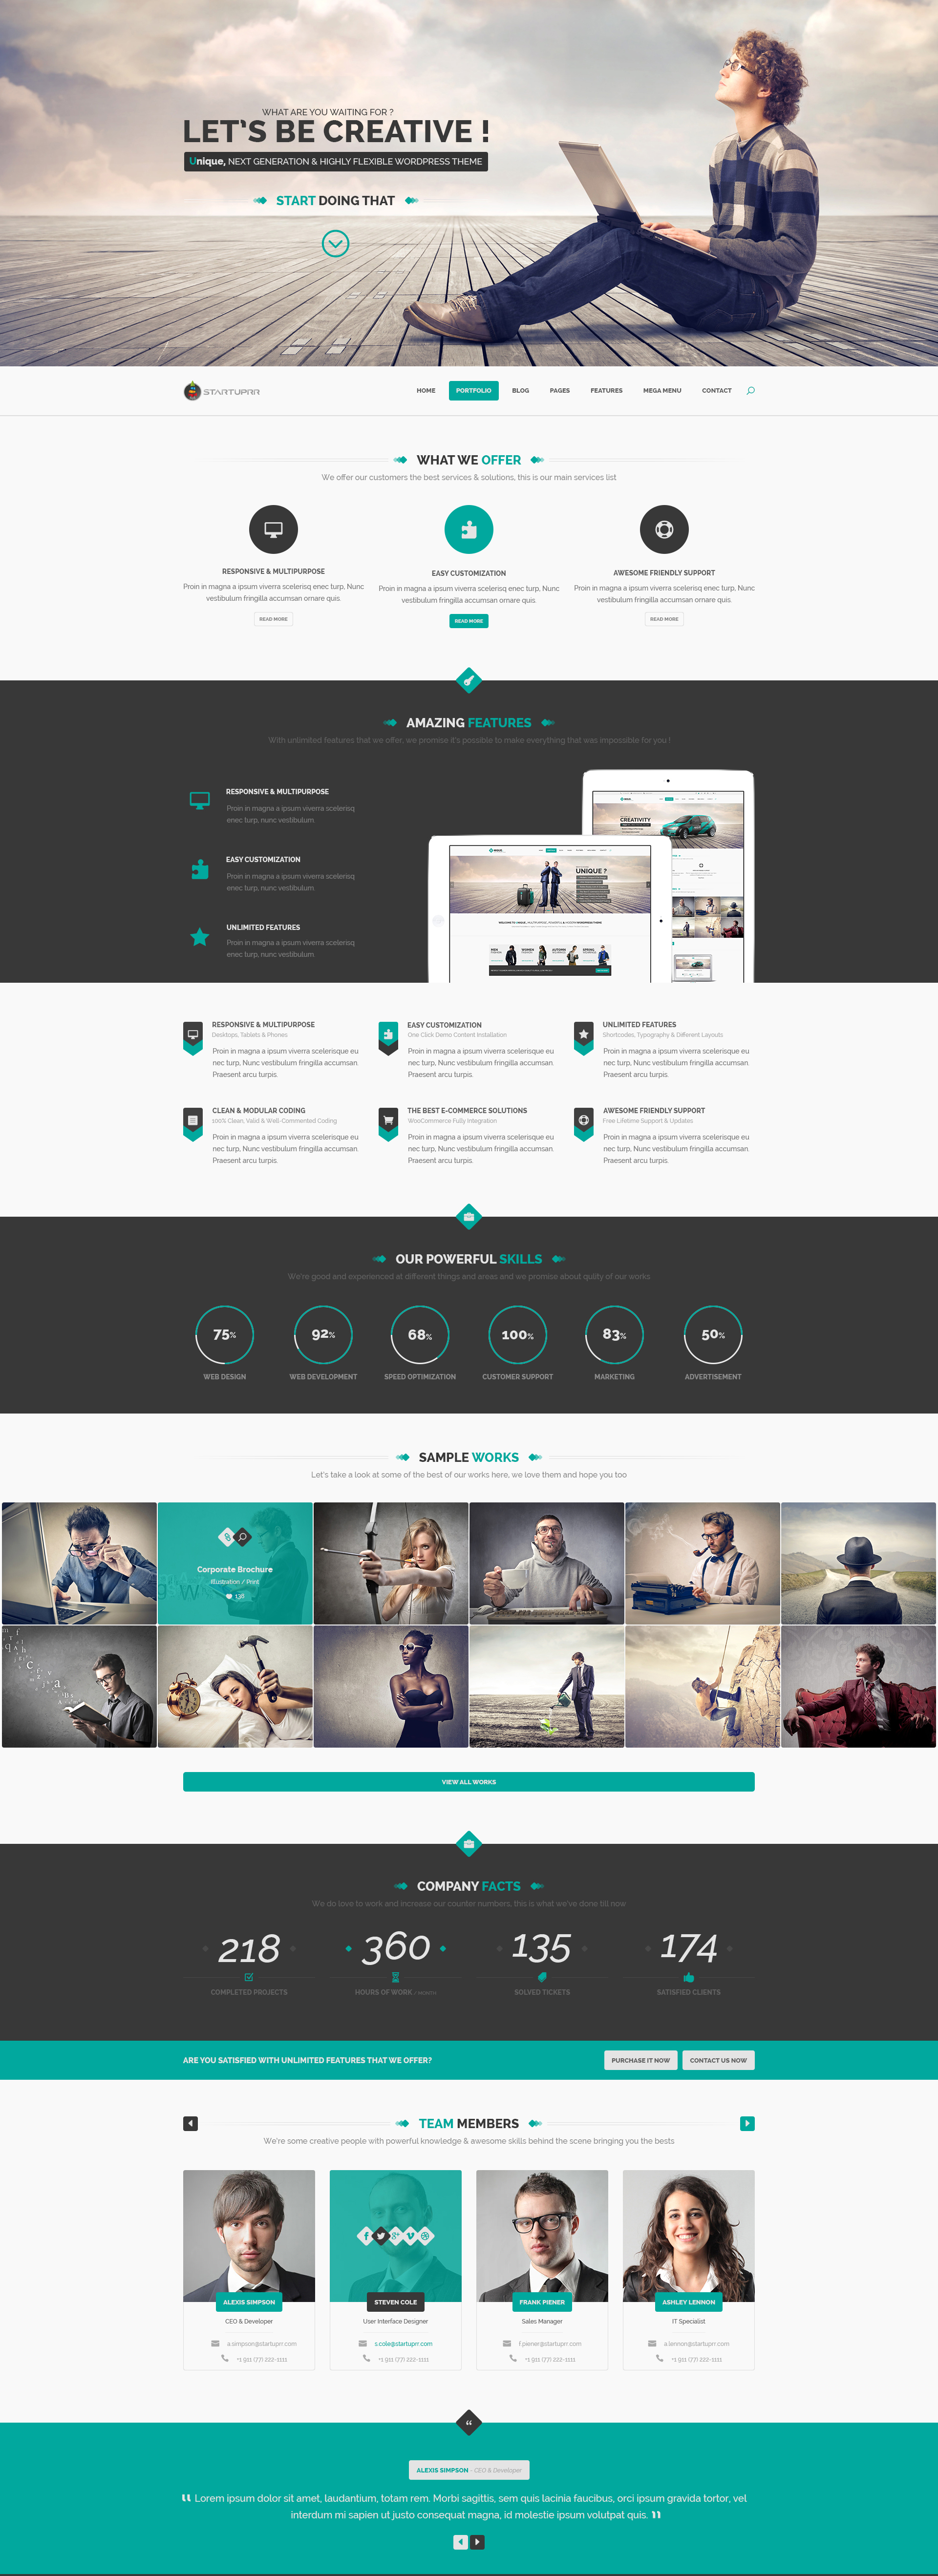 WHAT ARE YOU WAITING FOR ?
LET'S BE CREATIVE !
Unique, NEXT GENERATION & HIGHLY FLEXIBLE WORDPRESS THEME
START DOING THAT
STARTUPRR
HOME PORTFOLIO BLOG PAGES FEATURES MEGA MENU CONTACT
WHAT WE OFFER
We offer our customers the best services & solutions, this is our main services list
RESPONSIVE & MULTIPURPOSE
Proin in magna a ipsum viverra scelerisq enec turp, Nunc
vestibulum fringilla accumsan ornare quis.
READ MORE
EASY CUSTOMIZATION
Proin in magna a ipsum viverra scelerisq enec turp, Nunc
vestibulum fringilla accumsan ornare quis.
READ MORE
AWESOME FRIENDLY SUPPORT
Proin in magna a ipsum viverra scelerisq enec turp, Nunc
vestibulum fringilla accumsan ornare quis.
READ MORE
AMAZING FEATURES
With unlimited features that we offer, we promise it's possible to make everything that was impossible for you !
RESPONSIVE & MULTIPURPOSE
Proin in magna a ipsum viverra scelerisq
enec turp, nunc vestibulum
EASY CUSTOMIZATION
Proin in magna a ipsum viverra scelerisq
enec turp, nunc vestibulum
UNLIMITED FEATURES
Proin in magna a ipsum viverra scelerisq
enec turp, nunc vestibulum
CREATIVITY
UNIQUE ?
RESPONSIVE & MULTIPURPOSE
Desktops, Tablets & Phones
Proin in magna a ipsum viverra scelerisque eu
nec turp, Nunc vestibulum fringilla accumsan.
Praesent arcu turpis.
EASY CUSTOMIZATION
One Click Demo Content Installation
Proin in magna a ipsum viverra scelerisque eu
nec turp, Nunc vestibulum fringilla accumsan.
Praesent arcu turpis.
UNLIMITED FEATURES
Shortcodes, Typography & Different Layouts
Proin in magna a ipsum viverra scelerisque eu
nec turp, Nunc vestibulum fringilla accumsan.
Praesent arcu turpis.
CLEAN & MODULAR CODING
100% Clean, Valid & Well-Commented Coding
Proin in magna a ipsum viverra scelerisque eu
nec turp, Nunc vestibulum fringilla accumsan.
Praesent arcu turpis.
THE BEST E-COMMERCE SOLUTIONS
WooCommerce Fully Integration
Proin in magna a ipsum viverra scelerisque eu
nec turp, Nunc vestibulum fringilla accumsan.
Praesent arcu turpis.
AWESOME FRIENDLY SUPPORT
Free Lifetime Support & Updates
Proin in magna a ipsum viverra scelerisque eu
nec turp, Nunc vestibulum fringilla accumsan.
Praesent arcu turpis.
OUR POWERFUL SKILLS
We're good and experienced at different things and areas and we promise about qulity of our works
75% 92% 68% 100% 83% 50%
WEB DESIGN WEB DEVELOPMENT SPEED OPTIMIZATION CUSTOMER SUPPORT MARKETING ADVERTISEMENT
SAMPLE WORKS
Let's take a look at some of the best of our works here, we love them and hope you too
Corporate Brochure
Illustration / Print
138
VIEW ALL WORKS
COMPANY FACTS
We do love to work and increase our counter numbers, this is what we've done till now
218 360 135 174
COMPLETED PROJECTS HOURS OF WORK / MONTH SOLVED TICKETS SATISFIED CLIENTS
ARE YOU SATISFIED WITH UNLIMITED FEATURES THAT WE OFFER?
PURCHASE IT NOW CONTACT US NOW
TEAM MEMBERS
We're some creative people with powerful knowledge & awesome skills behind the scene bringing you the bests
ALEXIS SIMPSON
CEO & Developer
a.simpson@startuprr.com
+1 911 (77) 222-1111
STEVEN COLE
User Interface Designer
s.cole@startuprr.com
+1 911 (77) 222-1111
FRANK PIENER
Sales Manager
f.piener@startuprr.com
+1 911 (77) 222-1111
ASHLEY LENNON
IT Specialist
a.lennon@startuprr.com
+1 911 (77) 222-1111
ALEXIS SIMPSON - CEO & Developer
" Lorem ipsum dolor sit amet, laudantium, totam rem. Morbi sagittis, sem quis lacinia faucibus, orci ipsum gravida tortor, vel
interdum mi sapien ut justo consequat magna, id molestie ipsum volutpat quis. "